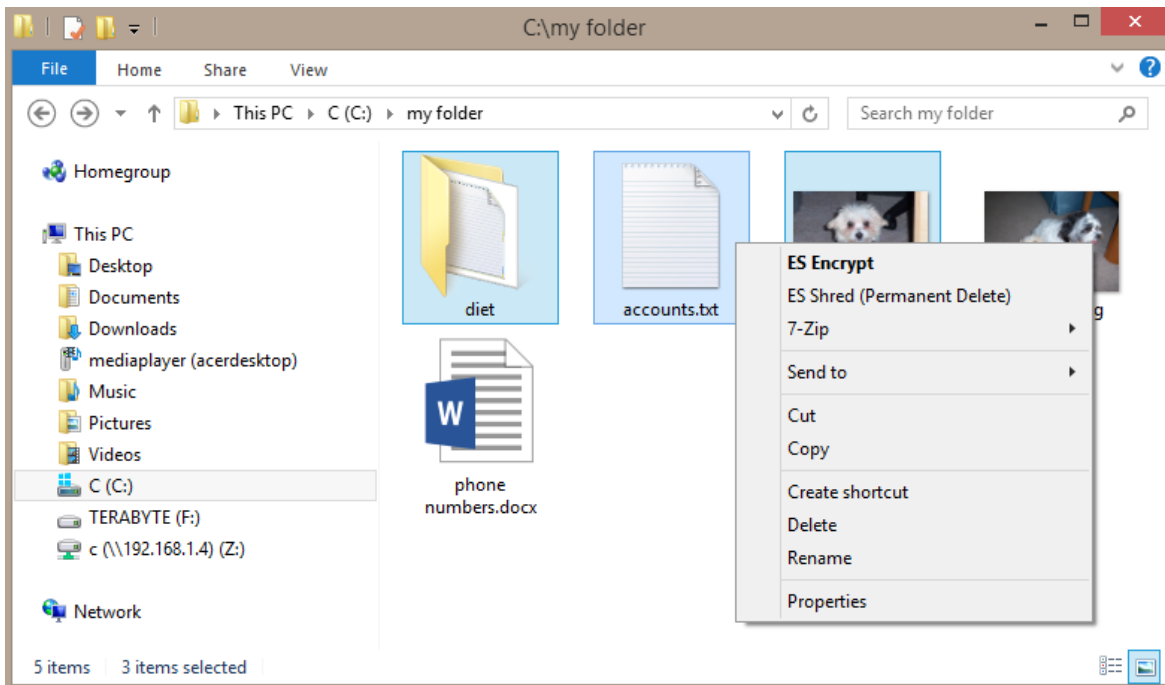 C:\my folder
File Home Share View
This PC C (C:) my folder
Search my folder
Homegroup
This PC
Desktop
Documents
Downloads
mediaplayer (acerdesktop)
Music
Pictures
Videos
C (C:)
TERABYTE (F:)
c (\\192.168.1.4) (Z:)
Network
diet
accounts.txt
g
W
phone
numbers.docx
ES Encrypt
ES Shred (Permanent Delete)
7-Zip
Send to
Cut
Copy
Create shortcut
Delete
Rename
Properties
5 items 3 items selected